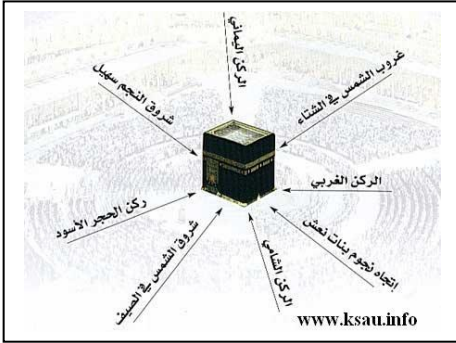 الركن اليماني
غروب الشمس في الشتاء
شروق النجم سهيل
الركن الغربي
ركن الحجر الأسود
اتجاه نجوم بنات نعش
شروق الشمس في الصيف
الركن الشامي
www.ksau.info